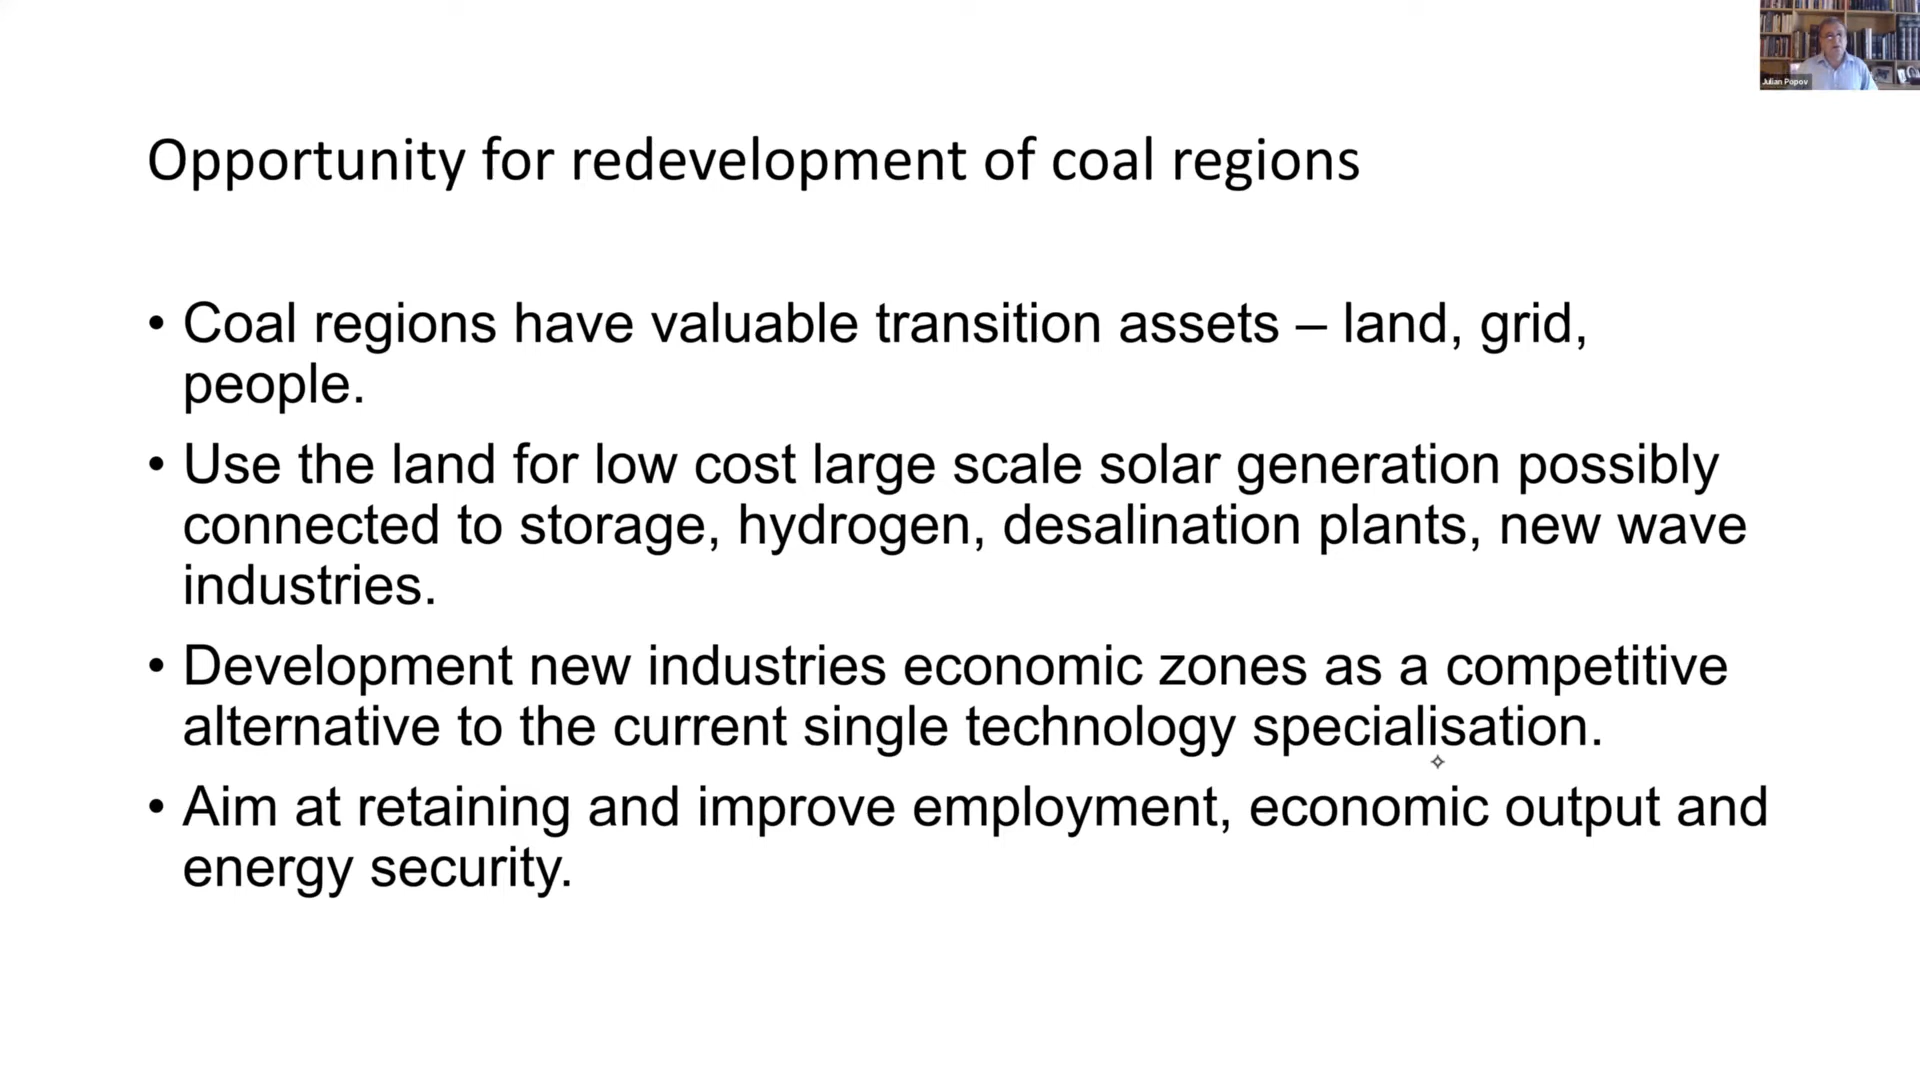 Julian Popov
Opportunity for redevelopment of coal regions
• Coal regions have valuable transition assets – land, grid,
people.
• Use the land for low cost large scale solar generation possibly
connected to storage, hydrogen, desalination plants, new wave
industries.
• Development new industries economic zones as a competitive
alternative to the current single technology specialisation.
• Aim at retaining and improve employment, economic output and
energy security.